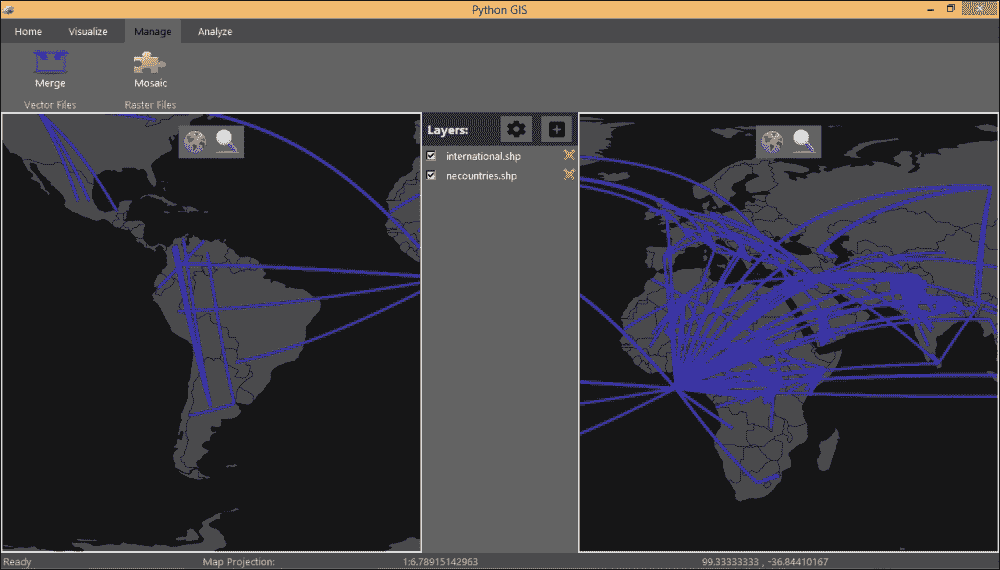 Python GIS
Home Visualize Manage Analyze
Merge Mosaic
Vector Files Raster Files
Layers:
international.shp
necountries.shp
Ready Map Projection: 1:6.78915142963 99.33333333 , -36.84410167